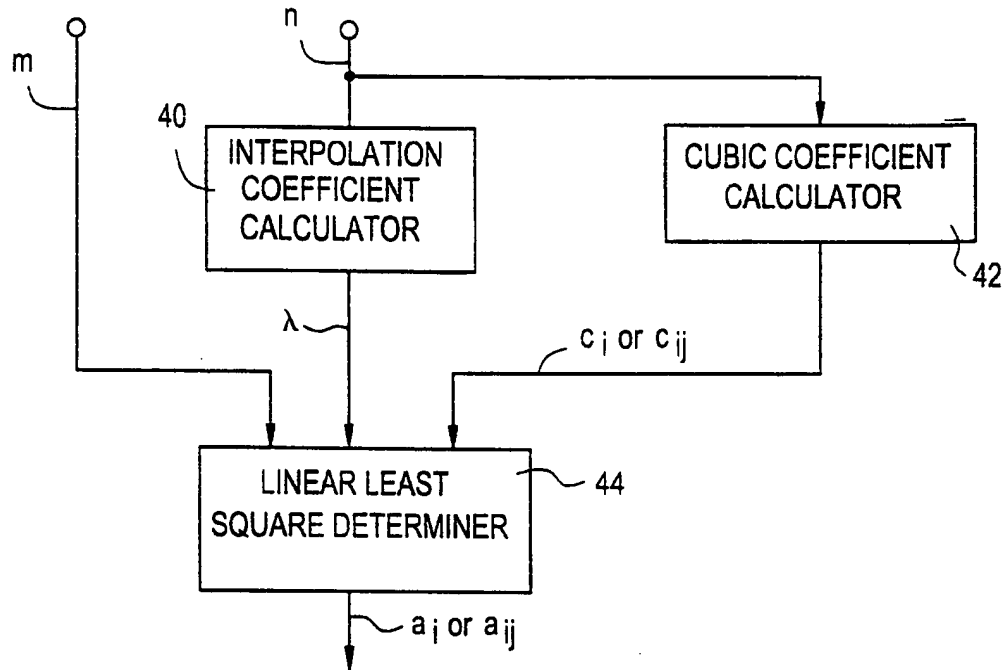 n
m
40
INTERPOLATION
COEFFICIENT
CALCULATOR
CUBIC COEFFICIENT
CALCULATOR
42
λ
c i or c ij
LINEAR LEAST
SQUARE DETERMINER
44
a i or a ij